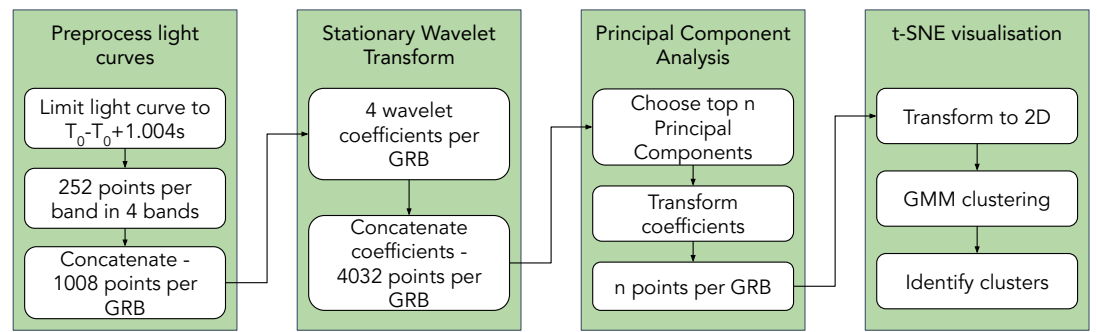 Preprocess light
curves
Limit light curve to
T₀-T₀+1.004s
252 points per
band in 4 bands
Concatenate -
1008 points per
GRB
Stationary Wavelet
Transform
4 wavelet
coefficients per
GRB
Concatenate
coefficients -
4032 points per
GRB
Principal Component
Analysis
Choose top n
Principal
Components
Transform
coefficients
n points per GRB
t-SNE visualisation
Transform to 2D
GMM clustering
Identify clusters